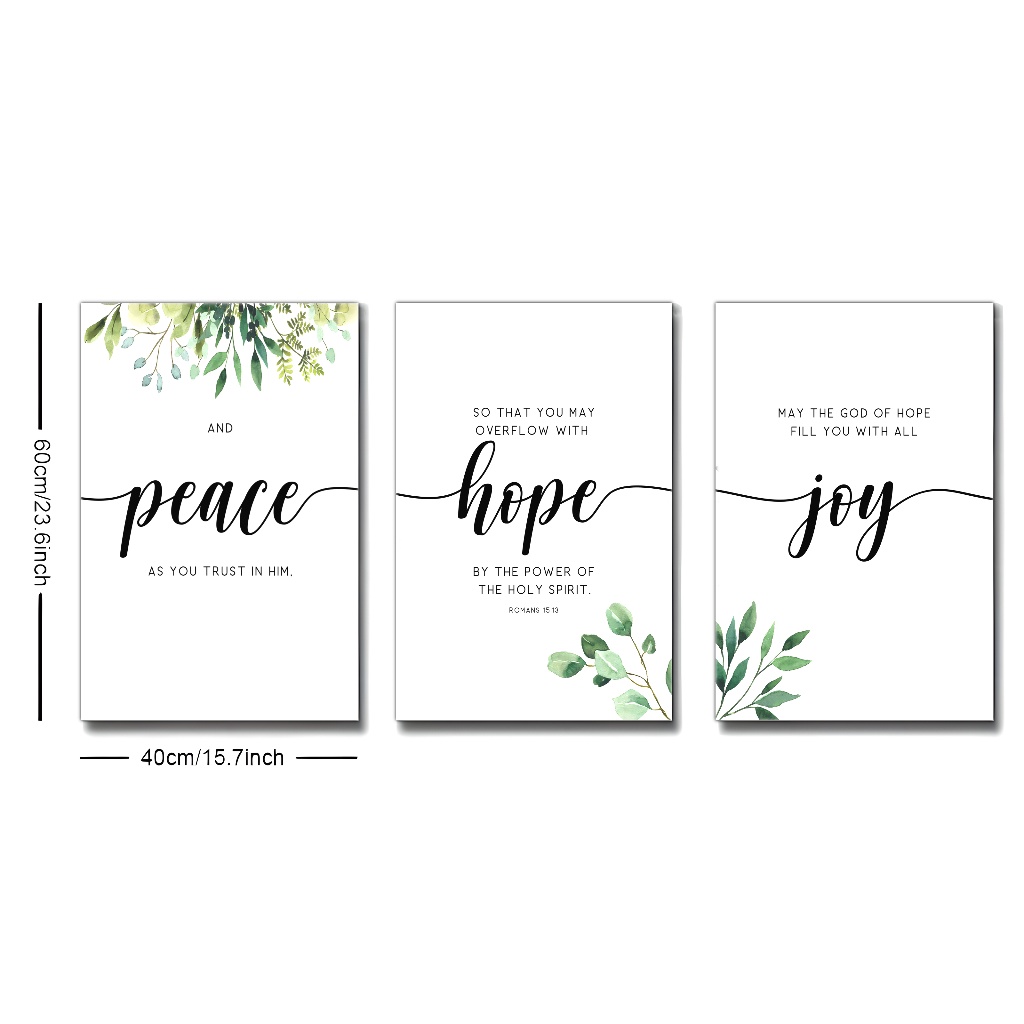 60cm/23.6inch
AND
peace
AS YOU TRUST IN HIM.
40cm/15.7inch
SO THAT YOU MAY
OVERFLOW WITH
hope
BY THE POWER OF
THE HOLY SPIRIT.
ROMANS 15:13
MAY THE GOD OF HOPE
FILL YOU WITH ALL
joy